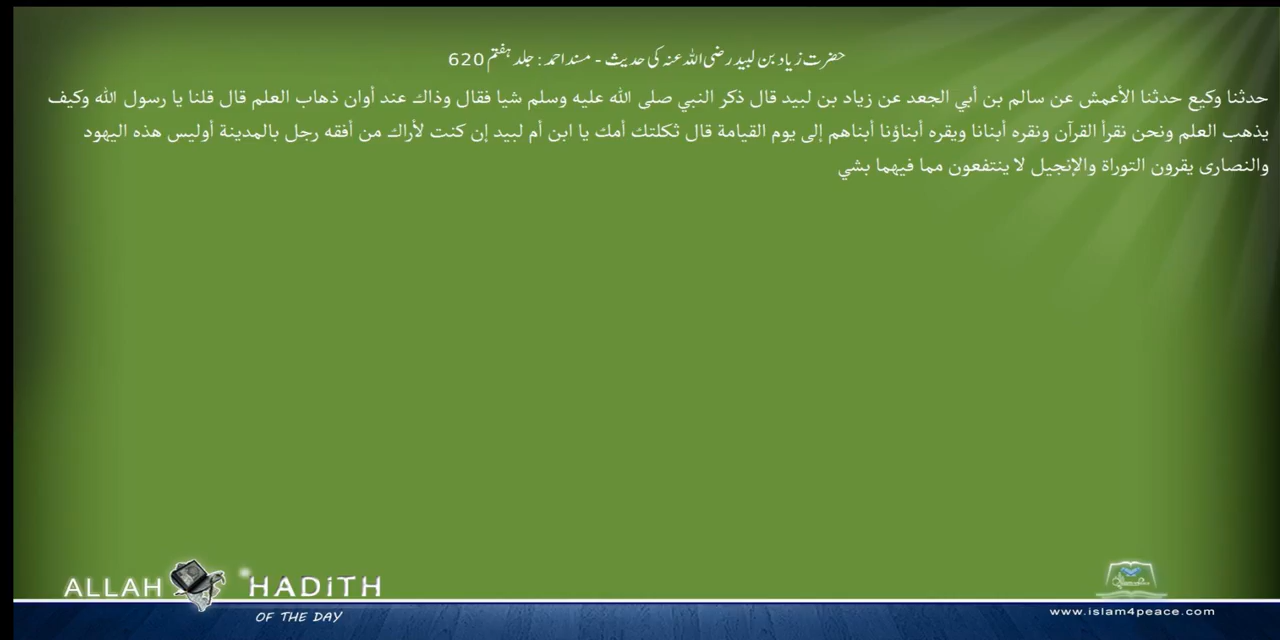 حضرت زیاد بن لبید رضی اللہ عنہ کی حدیث - مسند احمد : جلد ہفتم 620
حدثنا وكيع حدثنا الأعمش عن سالم بن أبي الجعد عن زياد بن لبيد قال ذكر النبي صلى الله عليه وسلم شيا فقال وذاك عند أوان ذهاب العلم قال قلنا يا رسول الله وكيف
يذهب العلم ونحن نقرأ القرآن ونقره أبنانا ويقره أبناؤنا أبناهم إلى يوم القيامة قال ثكلتك أمك يا ابن أم لبيد إن كنت لأراك من أفقه رجل بالمدينة أوليس هذه اليهود
والنصارى يقرون التوراة والإنجيل لا ينتفعون مما فيهما بشي
ALLAH HADiTH
OF THE DAY
www.islam4peace.com